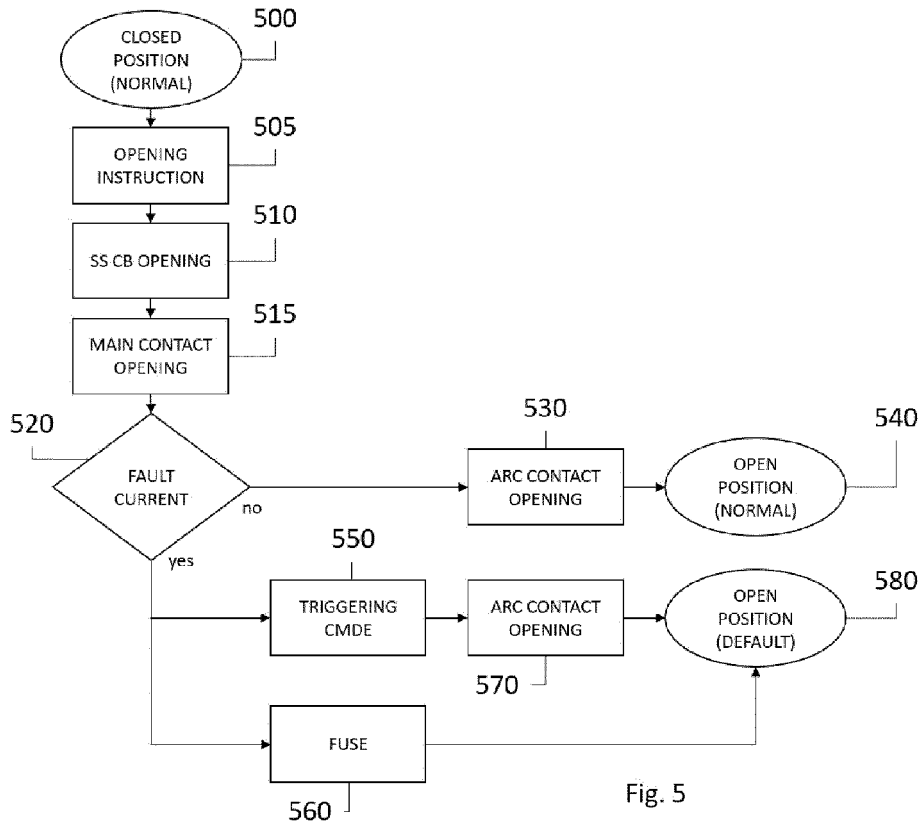 CLOSED
POSITION
(NORMAL)
500
OPENING
INSTRUCTION
505
SS CB OPENING
510
MAIN CONTACT
OPENING
515
520
FAULT
CURRENT
no
yes
530
ARC CONTACT
OPENING
540
OPEN
POSITION
(NORMAL)
550
TRIGGERING
CMDE
ARC CONTACT
OPENING
570
580
OPEN
POSITION
(DEFAULT)
FUSE
560
Fig. 5